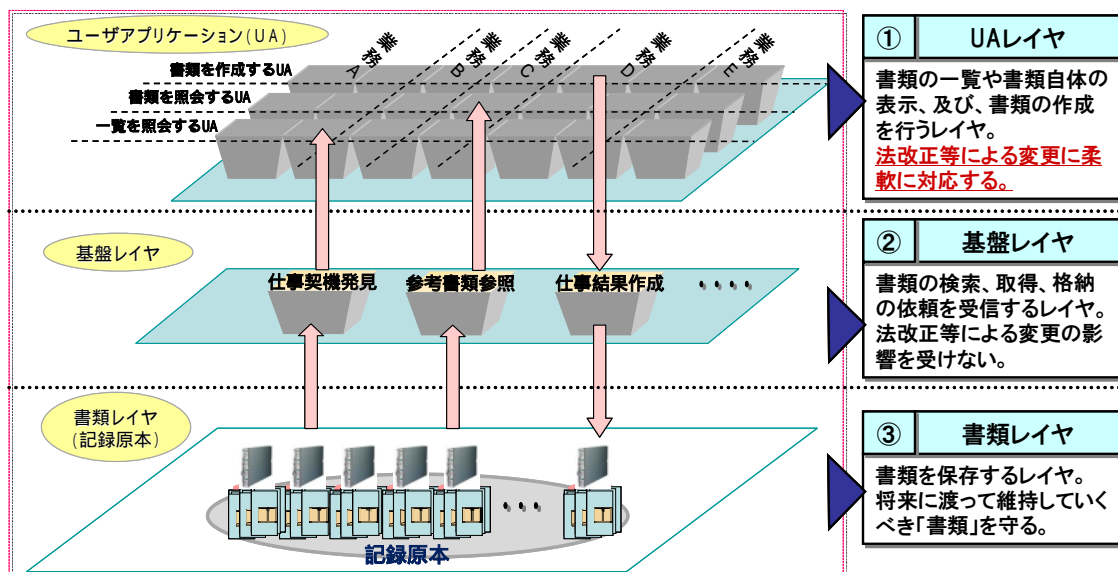 ユーザアプリケーション(UA)
業務A
業務B
業務C
業務D
業務E
書類を作成するUA
書類を照会するUA
一覧を照会するUA
① UAレイヤ
書類の一覧や書類自体の
表示、及び、書類の作成
を行うレイヤ。
法改正等による変更に柔
軟に対応する。
基盤レイヤ
仕事契機発見
参考書類参照
仕事結果作成
・・・・
② 基盤レイヤ
書類の検索、取得、格納
の依頼を受信するレイヤ。
法改正等による変更の影
響を受けない。
書類レイヤ
(記録原本)
・・・
記録原本
③ 書類レイヤ
書類を保存するレイヤ。
将来に渡って維持していく
べき「書類」を守る。